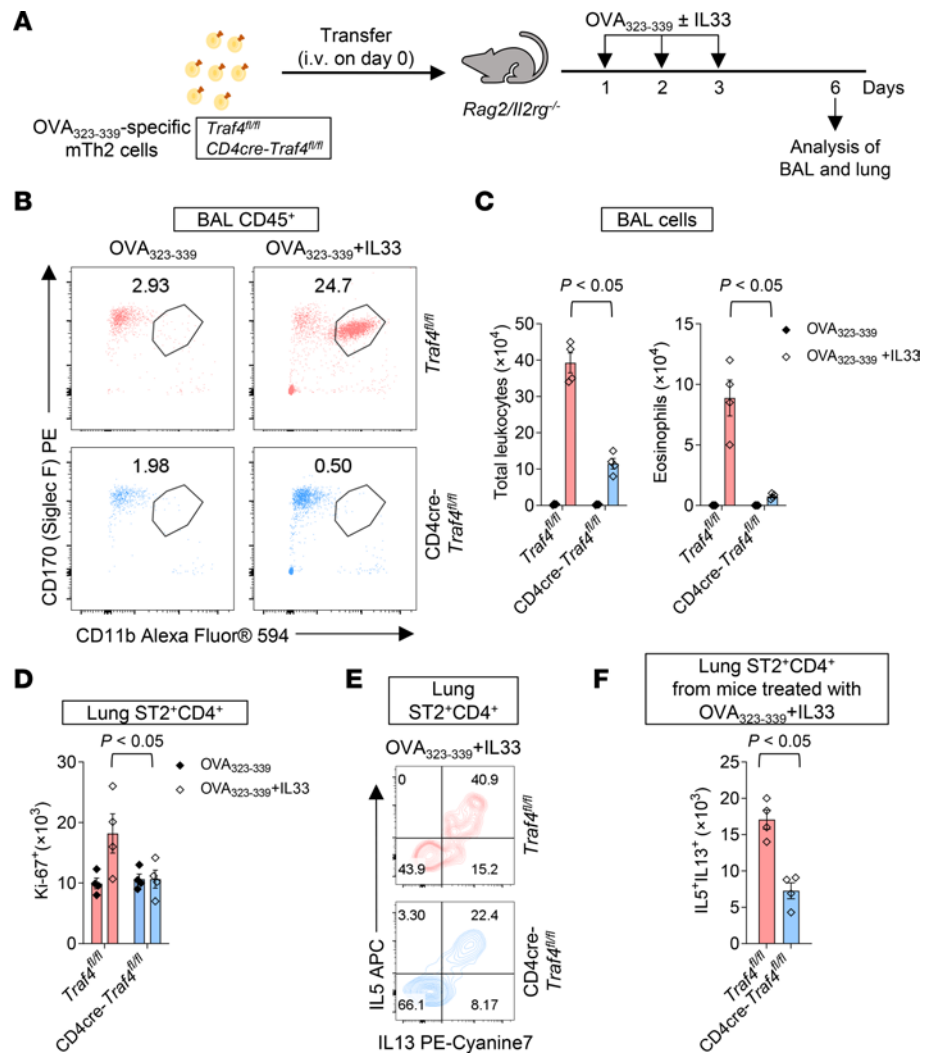 A
OVA323-339-specific
mTh2 cells
Traf4fl/fl
CD4cre-Traf4fl/fl
Transfer
(i.v. on day 0)
Rag2/Il2rg-/-
OVA323-339 ± IL33
1 2 3 6 Days
Analysis of
BAL and lung
B
BAL CD45+
OVA323-339 OVA323-339+IL33
2.93 24.7
Traf4fl/fl
1.98 0.50
CD4cre-
Traf4fl/fl
CD170 (Siglec F) PE
CD11b Alexa Fluor® 594
C
BAL cells
P < 0.05
Total leukocytes (×10⁴)
50
40
30
20
10
0
Traf4fl/fl
CD4cre-Traf4fl/fl
P < 0.05
Eosinophils (×10⁴)
15
10
5
0
Traf4fl/fl
CD4cre-Traf4fl/fl
OVA323-339
OVA323-339 +IL33
D
Lung ST2+CD4+
P < 0.05
OVA323-339
OVA323-339+IL33
Ki-67+(×10³)
30
20
10
0
Traf4fl/fl
CD4cre-Traf4fl/fl
E
Lung
ST2+CD4+
OVA323-339+IL33
0 40.9
43.9 15.2
Traf4fl/fl
3.30 22.4
66.1 8.17
CD4cre-
Traf4fl/fl
IL5 APC
IL13 PE-Cyanine7
F
Lung ST2+CD4+
from mice treated with
OVA323-339+IL33
P < 0.05
IL5+IL13+ (×10³)
25
20
15
10
5
0
Traf4fl/fl
CD4cre-Traf4fl/fl